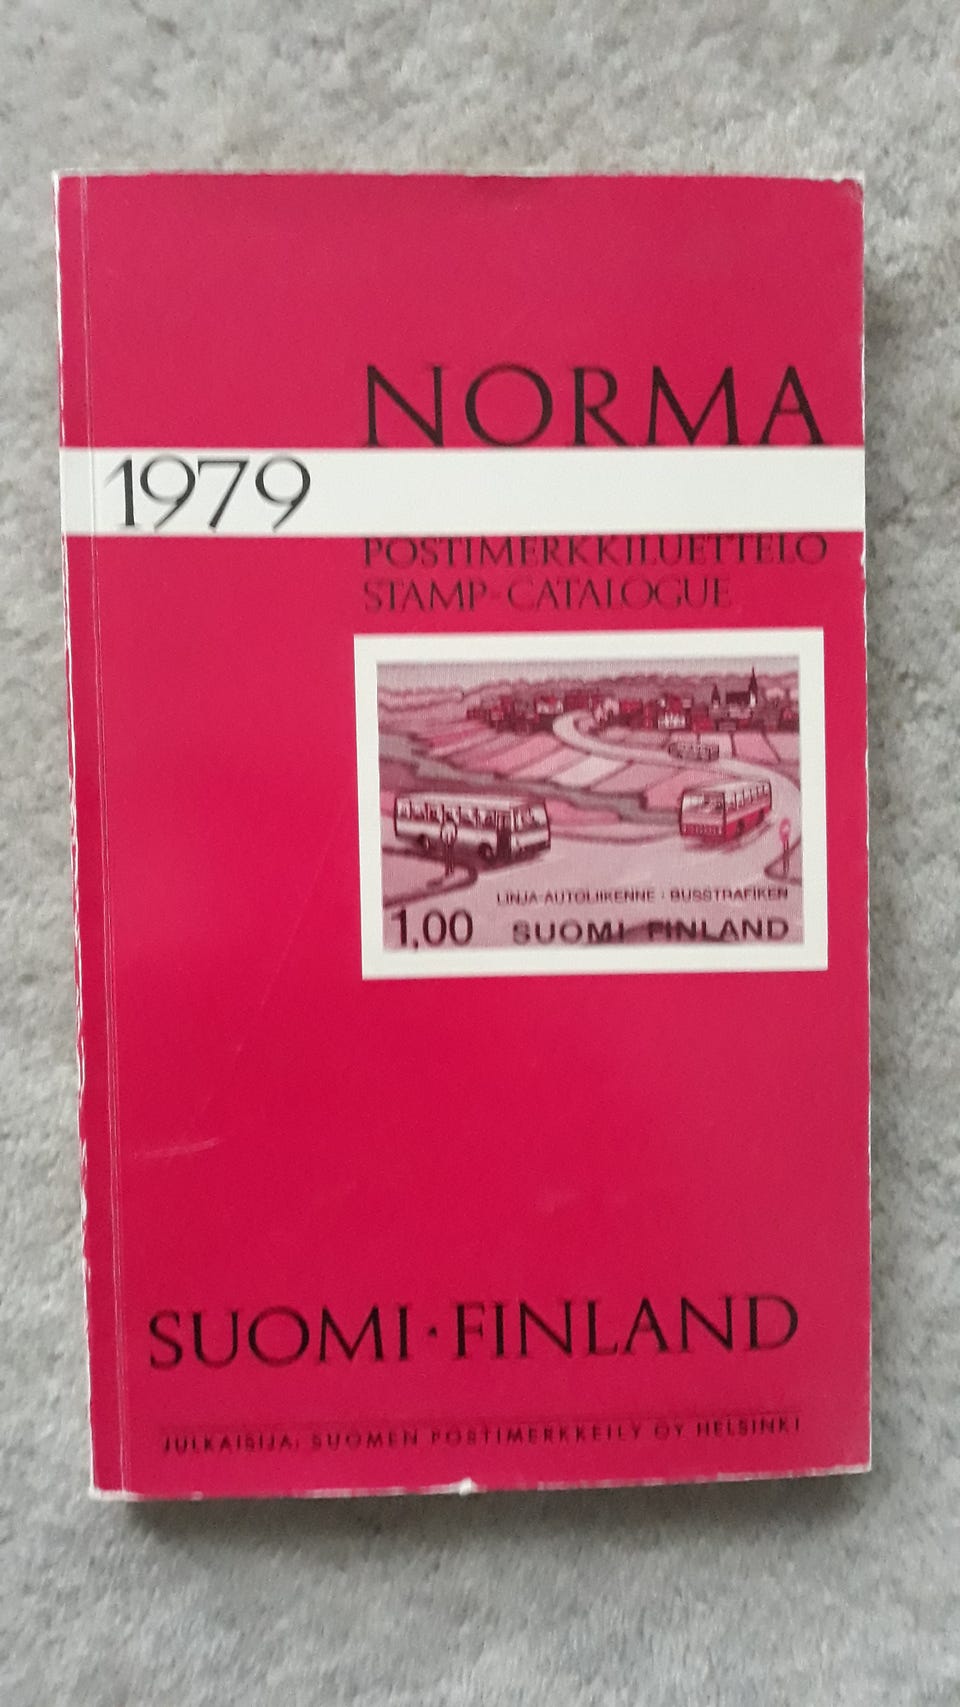 NORMA
1979
POSTIMERKKILUETTELO
STAMP-CATALOGUE
LINJA-AUTOLIIKENNE · BUSSTRAFIKEN
1,00 SUOMI FINLAND
SUOMI · FINLAND
JULKAISIJA: SUOMEN POSTIMERKKEILY OY HELSINKI